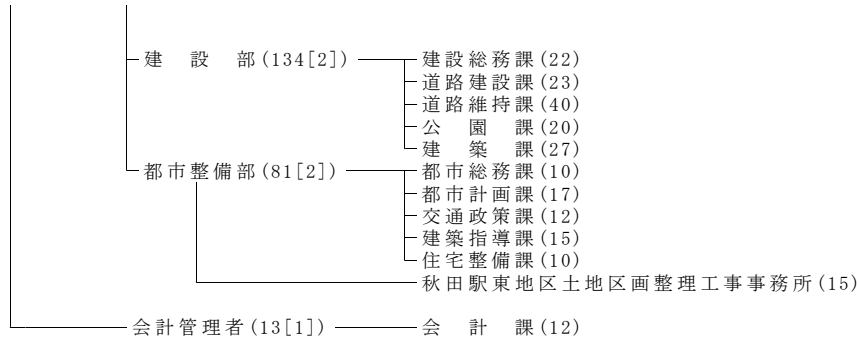 建設部(134[2]) 建設総務課(22)
道路建設課(23)
道路維持課(40)
公園課(20)
建築課(27)
都市整備部(81[2]) 都市総務課(10)
都市計画課(17)
交通政策課(12)
建築指導課(15)
住宅整備課(10)
秋田駅東地区土地区画整理工事事務所(15)
会計管理者(13[1]) 会計課(12)